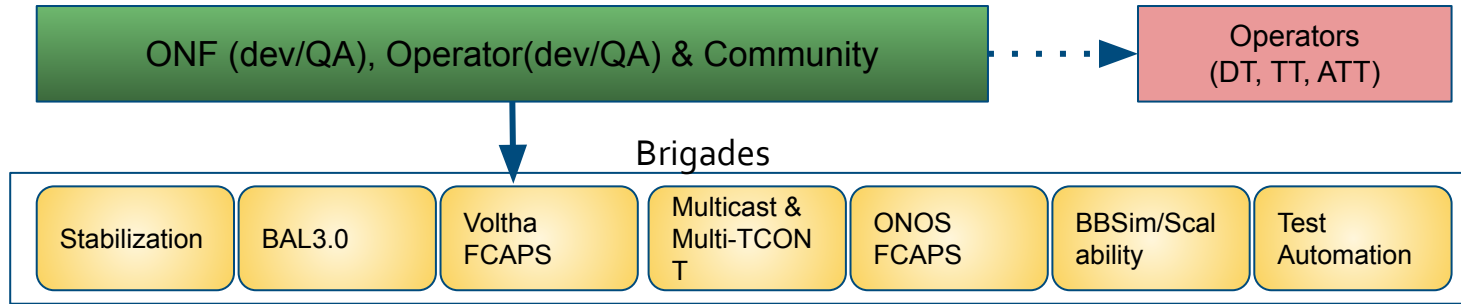 ONF (dev/QA), Operator(dev/QA) & Community
Operators
(DT, TT, ATT)
Brigades
Stabilization
BAL3.0
Voltha
FCAPS
Multicast &
Multi-TCON
T
ONOS
FCAPS
BBSim/Scal
ability
Test
Automation